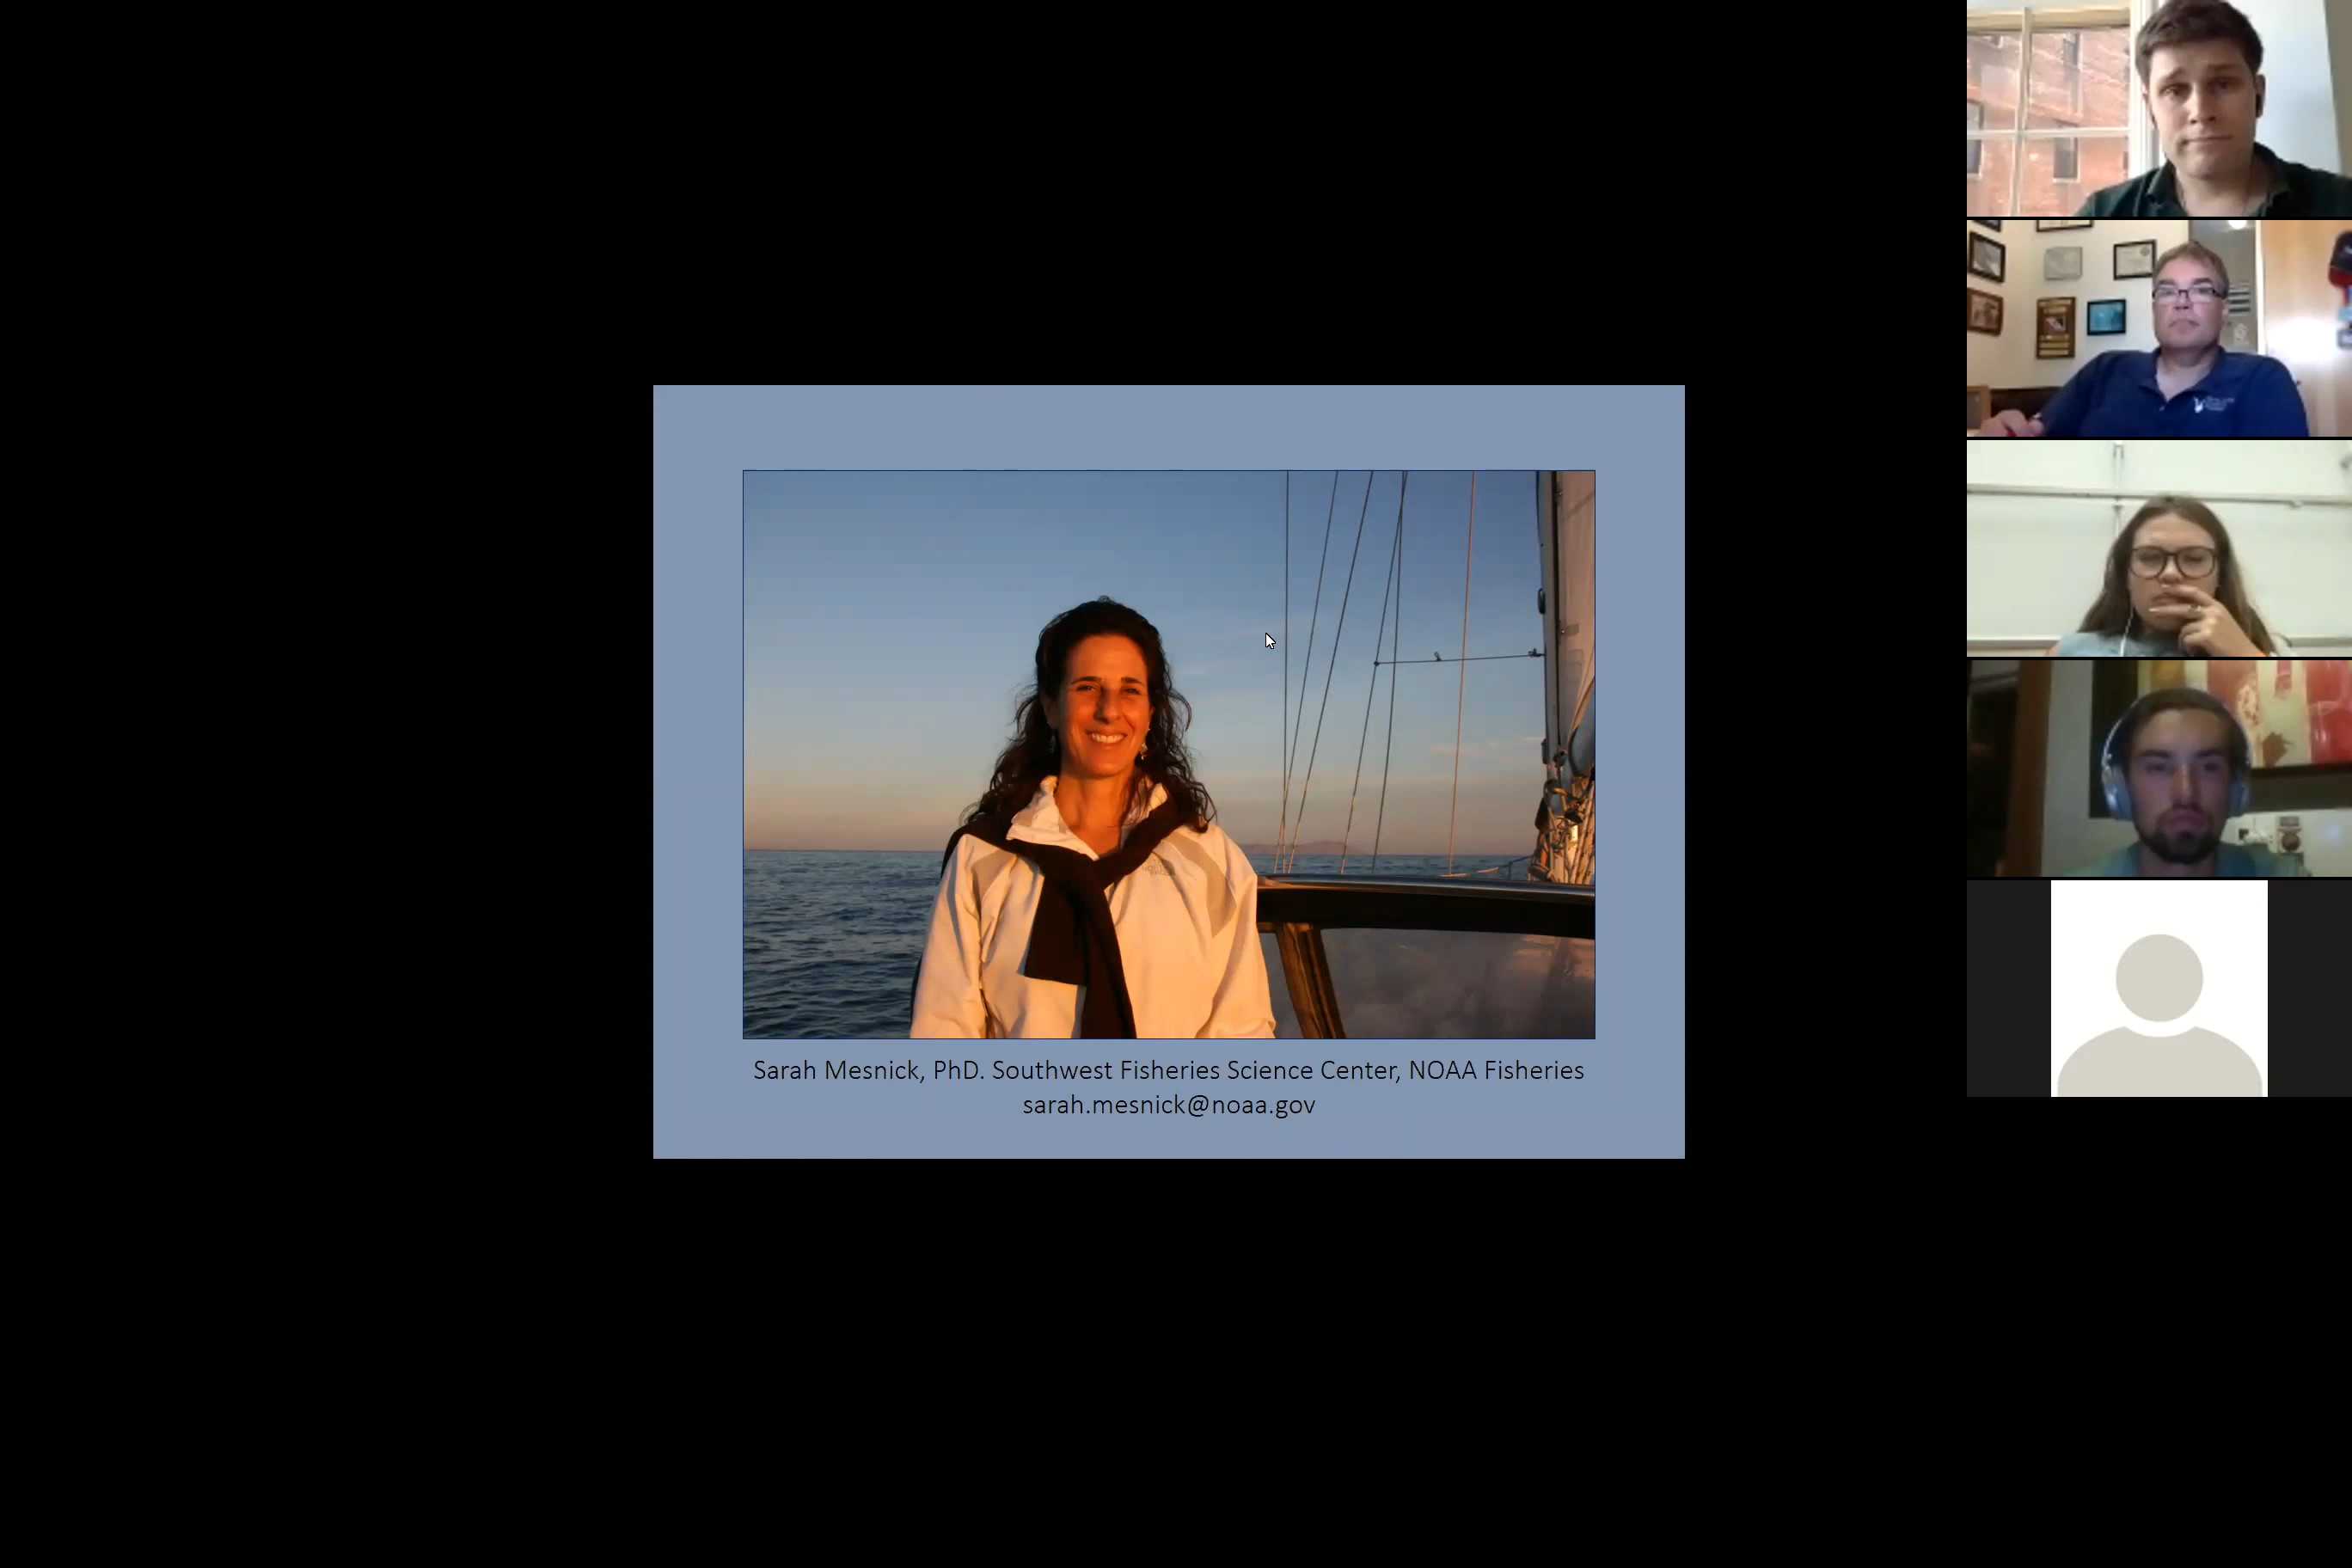 Sarah Mesnick, PhD. Southwest Fisheries Science Center, NOAA Fisheries
sarah.mesnick@noaa.gov